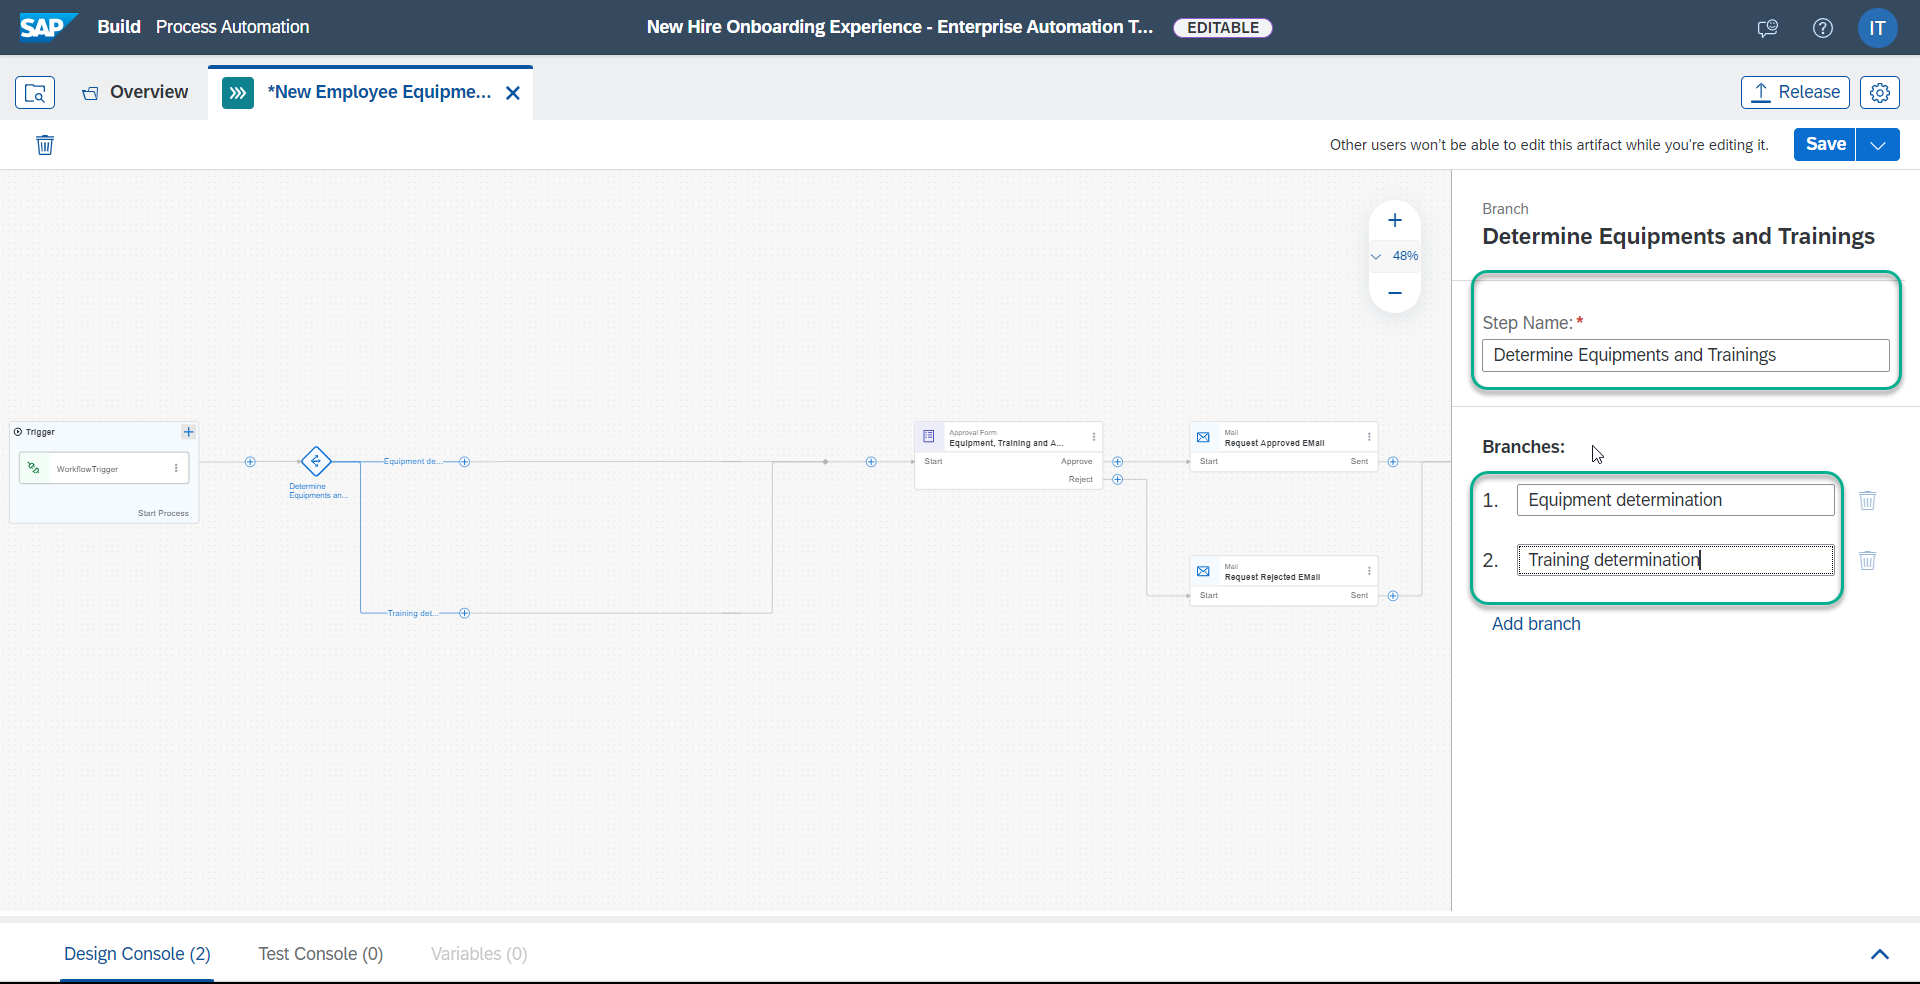 SAP Build Process Automation
New Hire Onboarding Experience - Enterprise Automation T...
EDITABLE
IT
Overview
*New Employee Equipme...
Release
Other users won't be able to edit this artifact while you're editing it.
Save
48%
Branch
Determine Equipments and Trainings
Step Name: *
Determine Equipments and Trainings
Branches:
1. Equipment determination
2. Training determination
Add branch
Trigger
WorkflowTrigger
Start Process
Determine
Equipments an...
Equipment de...
Training det...
Approval Form
Equipment, Training and A...
Start
Approve
Reject
Mail
Request Approved EMail
Start
Sent
Mail
Request Rejected EMail
Start
Sent
Design Console (2)
Test Console (0)
Variables (0)